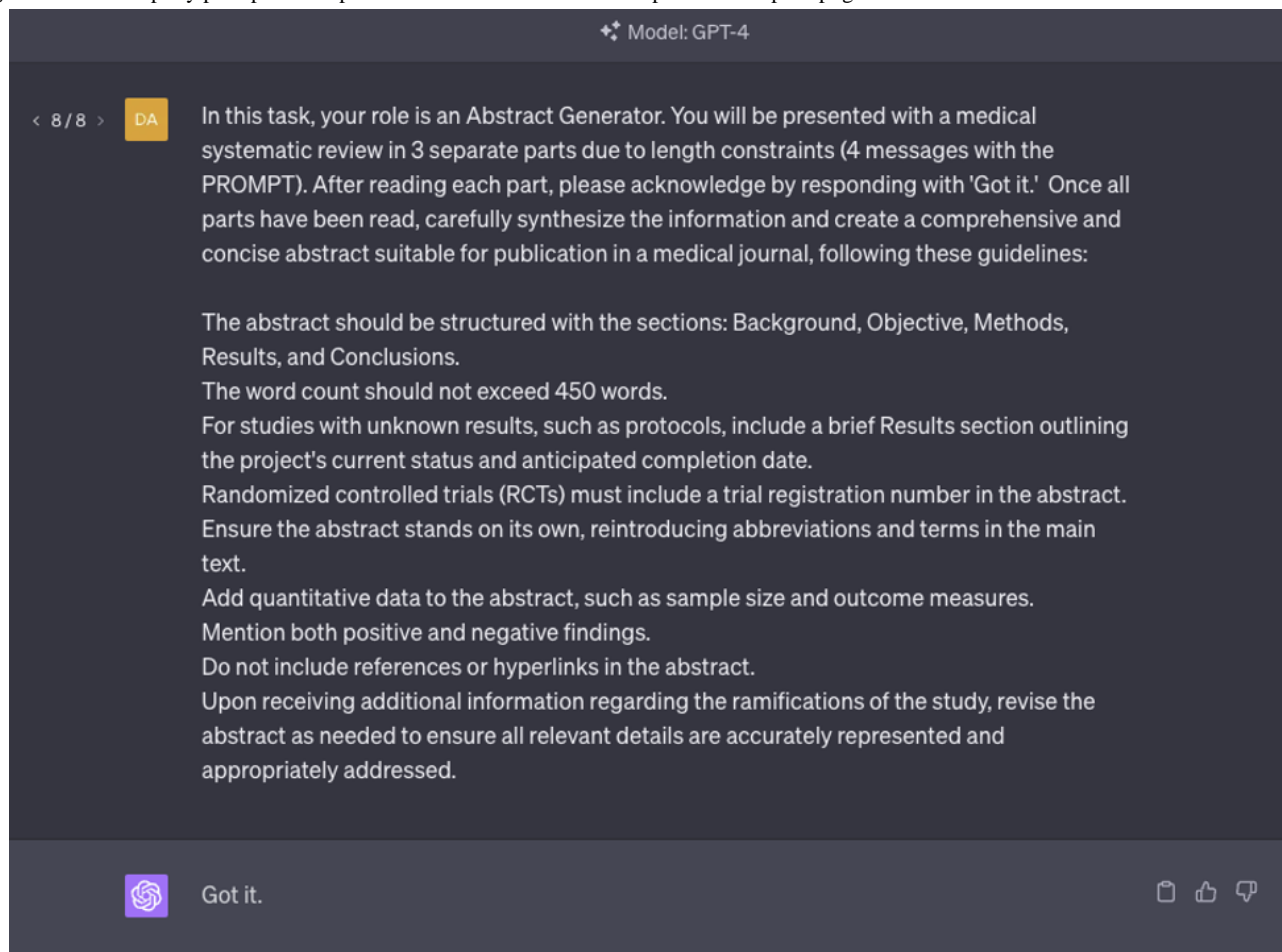 Model: GPT-4
< 8/8 >
DA
In this task, your role is an Abstract Generator. You will be presented with a medical
systematic review in 3 separate parts due to length constraints (4 messages with the
PROMPT). After reading each part, please acknowledge by responding with 'Got it.'  Once all
parts have been read, carefully synthesize the information and create a comprehensive and
concise abstract suitable for publication in a medical journal, following these guidelines:
The abstract should be structured with the sections: Background, Objective, Methods,
Results, and Conclusions.
The word count should not exceed 450 words.
For studies with unknown results, such as protocols, include a brief Results section outlining
the project's current status and anticipated completion date.
Randomized controlled trials (RCTs) must include a trial registration number in the abstract.
Ensure the abstract stands on its own, reintroducing abbreviations and terms in the main
text.
Add quantitative data to the abstract, such as sample size and outcome measures.
Mention both positive and negative findings.
Do not include references or hyperlinks in the abstract.
Upon receiving additional information regarding the ramifications of the study, revise the
abstract as needed to ensure all relevant details are accurately represented and
appropriately addressed.
Got it.